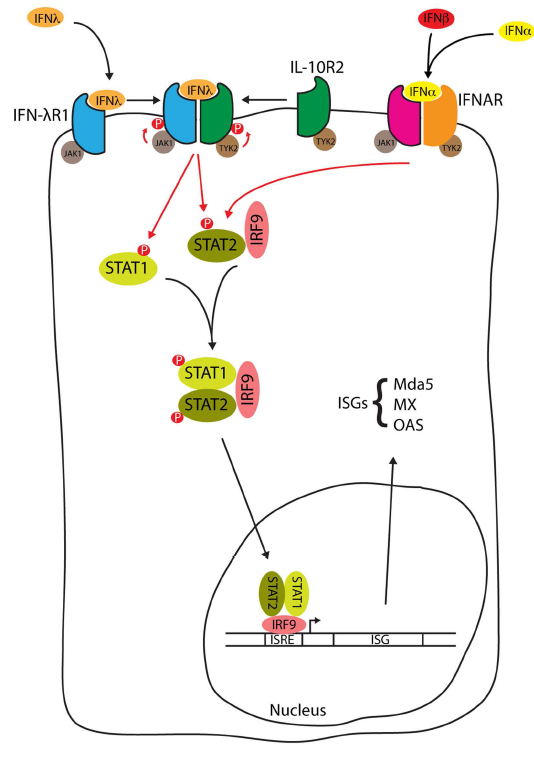 IFNλ
IFNβ
IFNα
IL-10R2
IFNλ
IFNλ
IFNα
IFNAR
IFN-λR1
P
P
JAK1
JAK1
TYK2
TYK2
JAK1
TYK2
P
P
STAT2
IRF9
STAT1
P
STAT1
STAT2
IRF9
P
ISGs { Mda5
MX
OAS
STAT2
STAT1
IRF9
ISRE
ISG
Nucleus